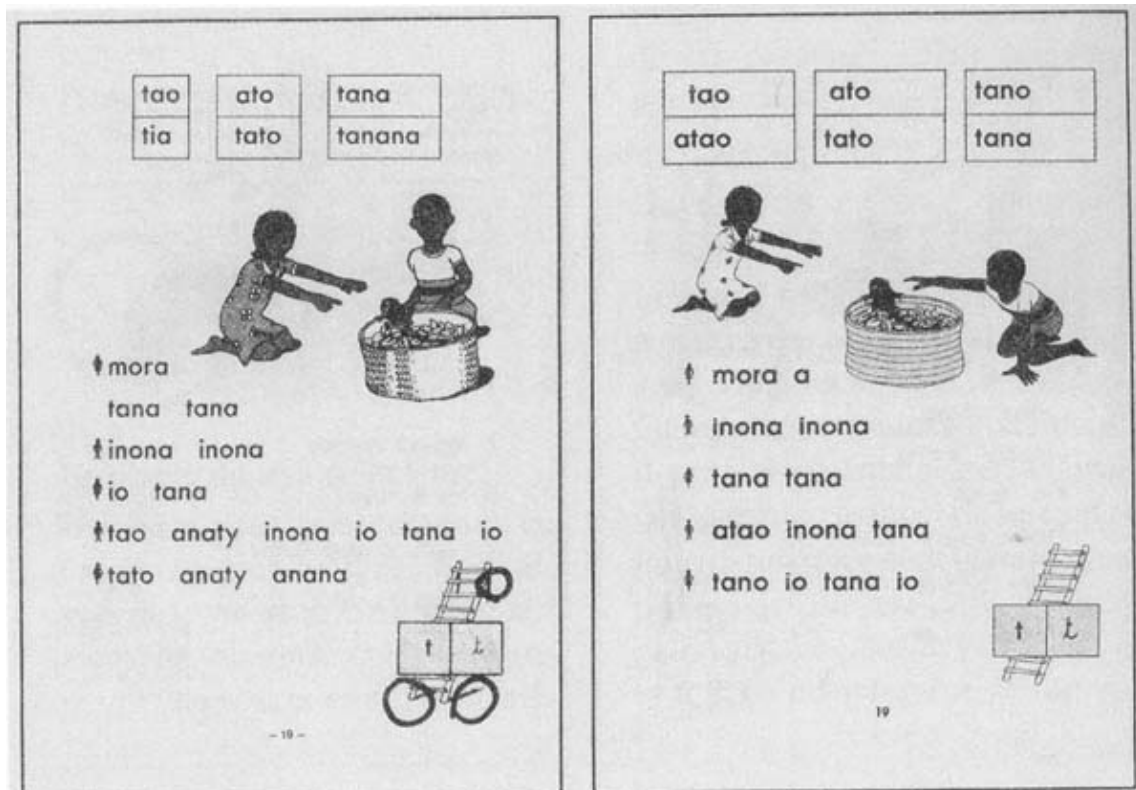 tao ato tana
tia tato tanana
mora
tana tana
inona inona
io tana
tao anaty inona io tana io
tato anaty anana
t t
- 19 -
tao ato tano
atao tato tana
mora a
inona inona
tana tana
atao inona tana
tano io tana io
t t
19